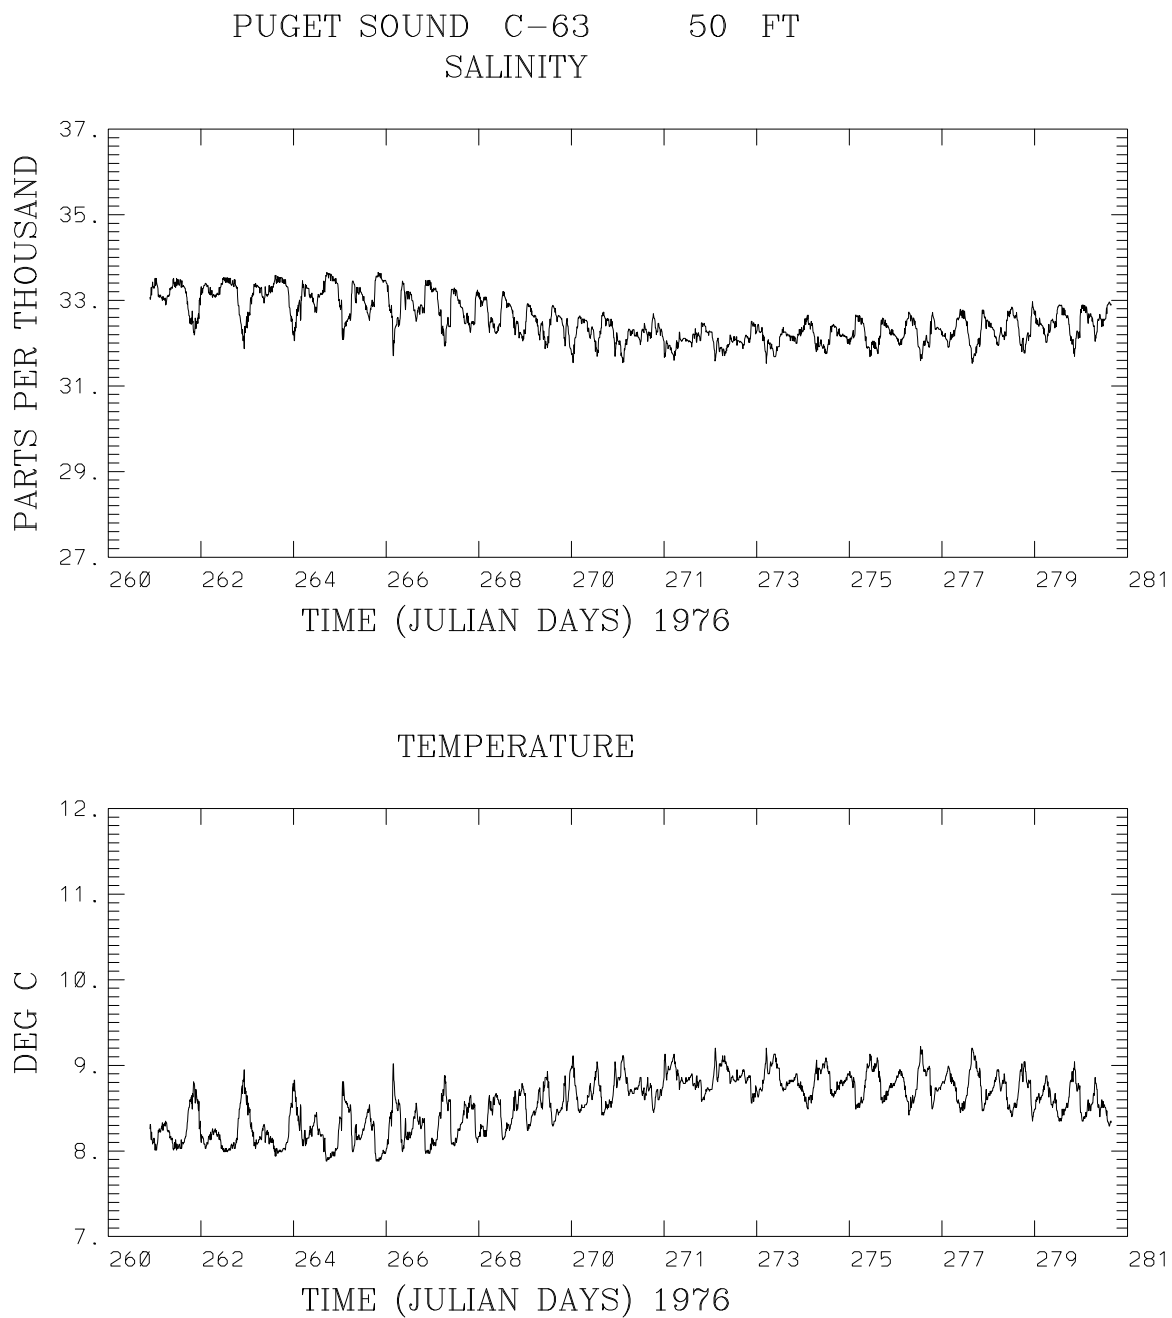 PUGET SOUND C-63 50 FT
SALINITY
37.
35.
33.
31.
29.
27.
PARTS PER THOUSAND
260 262 264 266 268 270 271 273 275 277 279 281
TIME (JULIAN DAYS) 1976
TEMPERATURE
12.
11.
10.
9.
8.
7.
DEG C
260 262 264 266 268 270 271 273 275 277 279 281
TIME (JULIAN DAYS) 1976